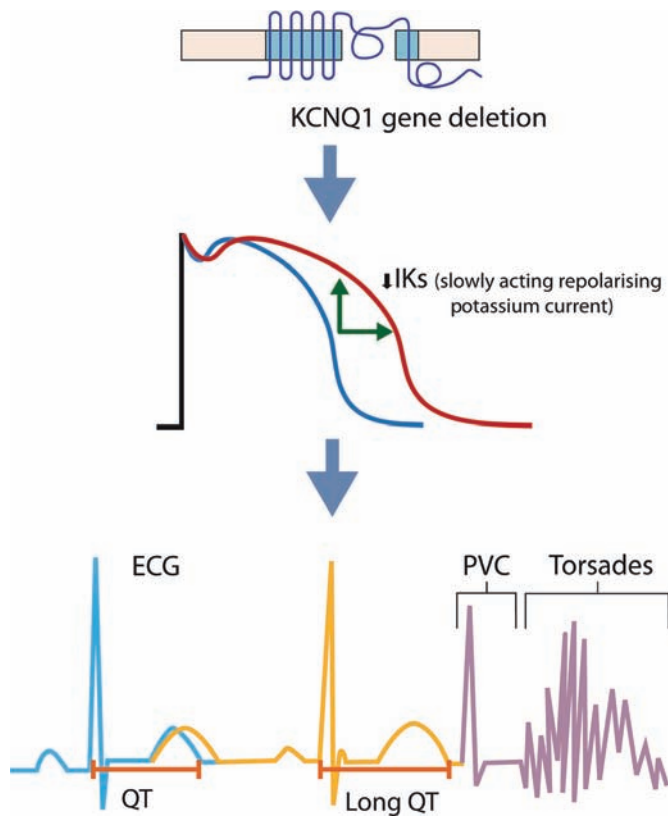 KCNQ1 gene deletion
⬇IKs (slowly acting repolarising
potassium current)
ECG
PVC
Torsades
QT
Long QT